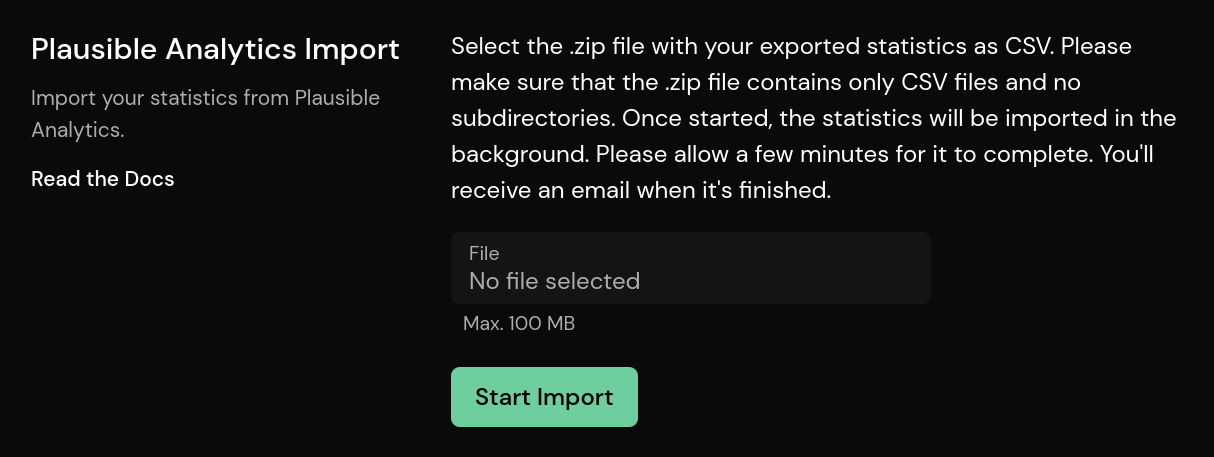 Plausible Analytics Import
Import your statistics from Plausible
Analytics.
Read the Docs
Select the .zip file with your exported statistics as CSV. Please
make sure that the .zip file contains only CSV files and no
subdirectories. Once started, the statistics will be imported in the
background. Please allow a few minutes for it to complete. You'll
receive an email when it's finished.
File
No file selected
Max. 100 MB
Start Import